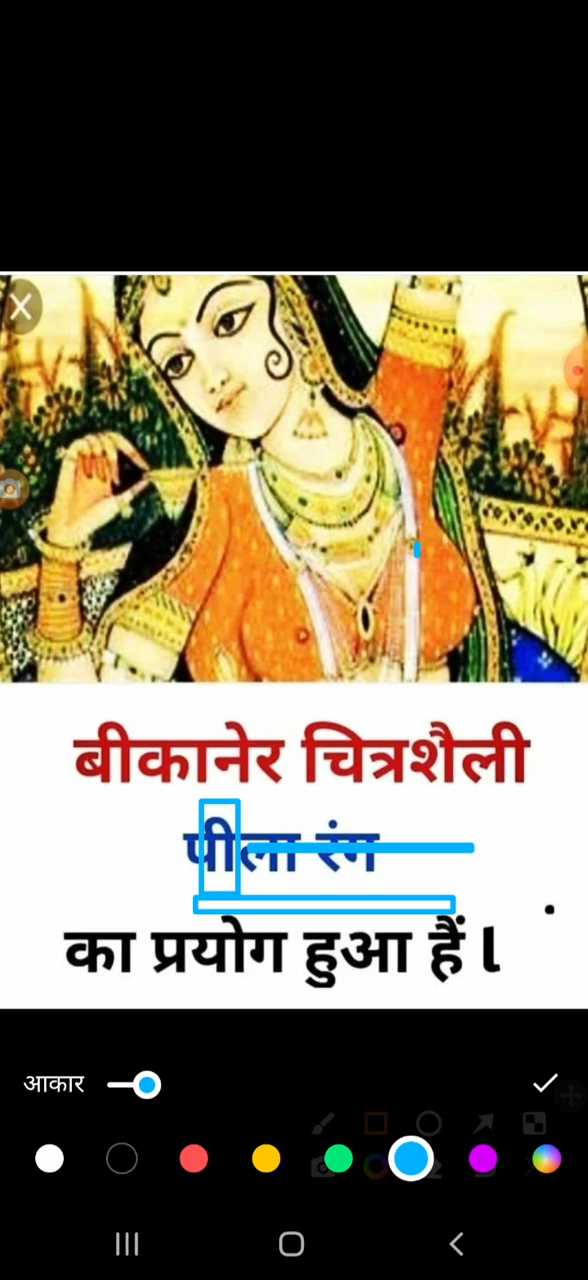 बीकानेर चित्रशैली
पीला रंग
का प्रयोग हुआ हैं l
आकार